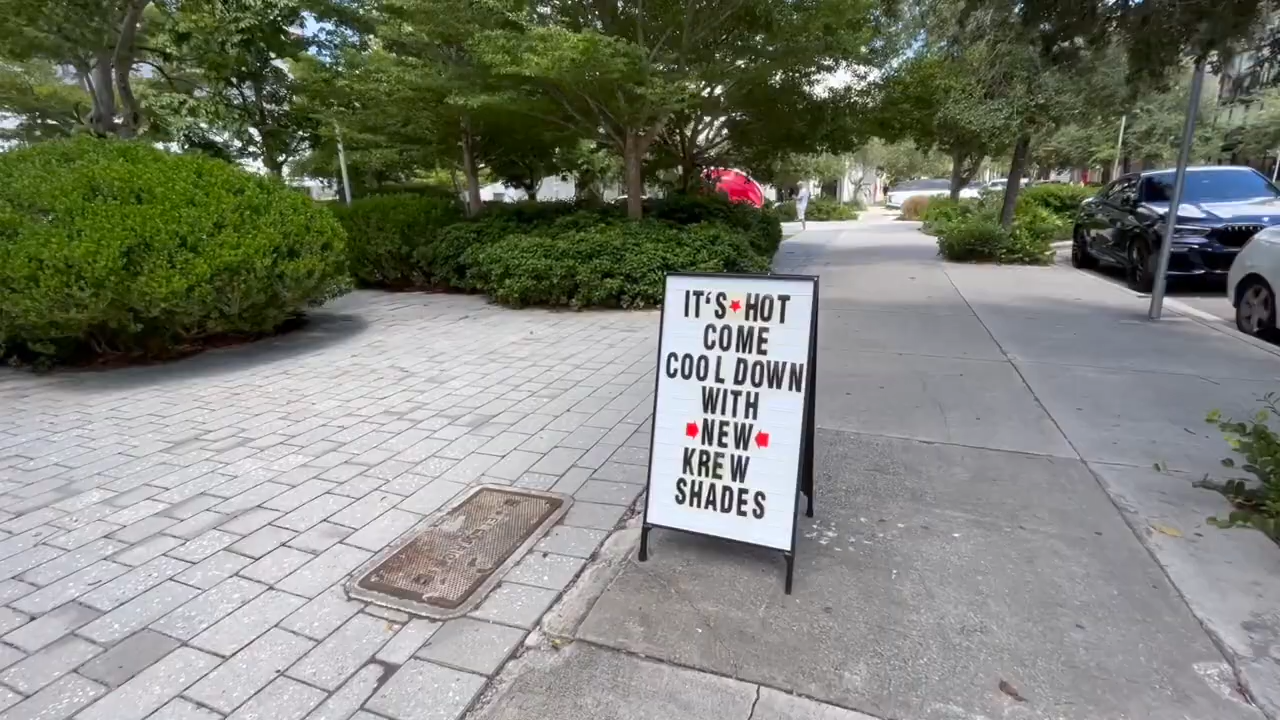 IT'S HOT
COME
COOL DOWN
WITH
NEW
KREW
SHADES